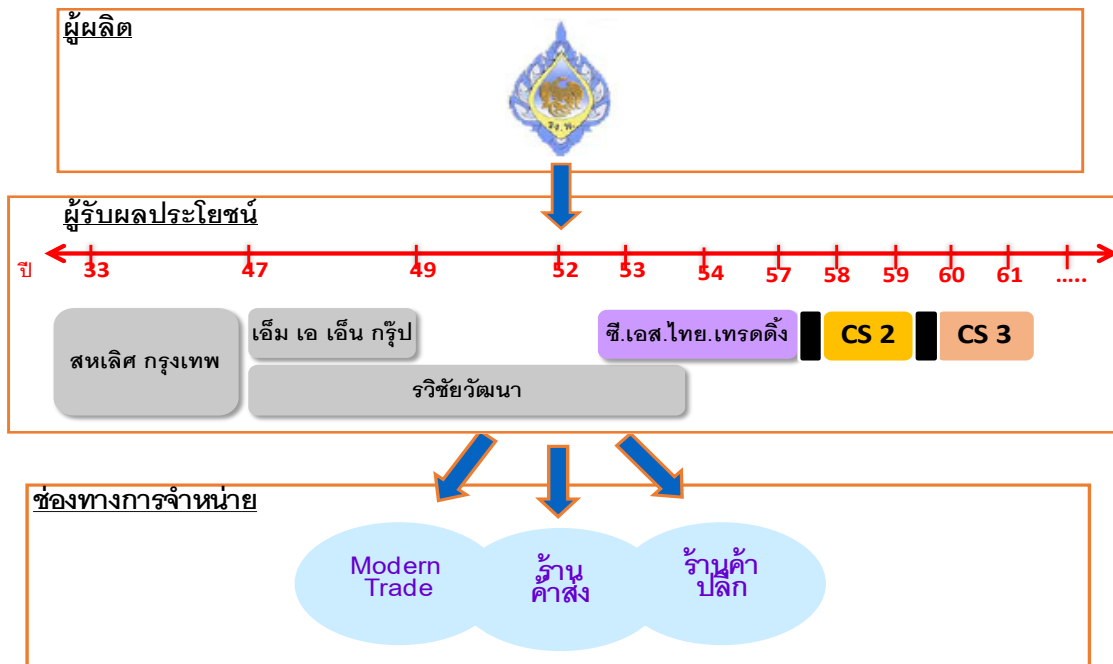 ผู้ผลิต
ผู้รับผลประโยชน์
ปี 33 47 49 52 53 54 57 58 59 60 61 .....
สหเลิศ กรุงเทพ
เอ็ม เอ เอ็น กรุ๊ป
รวิชัยวัฒนา
ซี.เอส.ไทย.เทรดดิ้ง
CS 2
CS 3
ช่องทางการจำหน่าย
Modern
Trade
ร้าน
ค้าส่ง
ร้านค้า
ปลีก